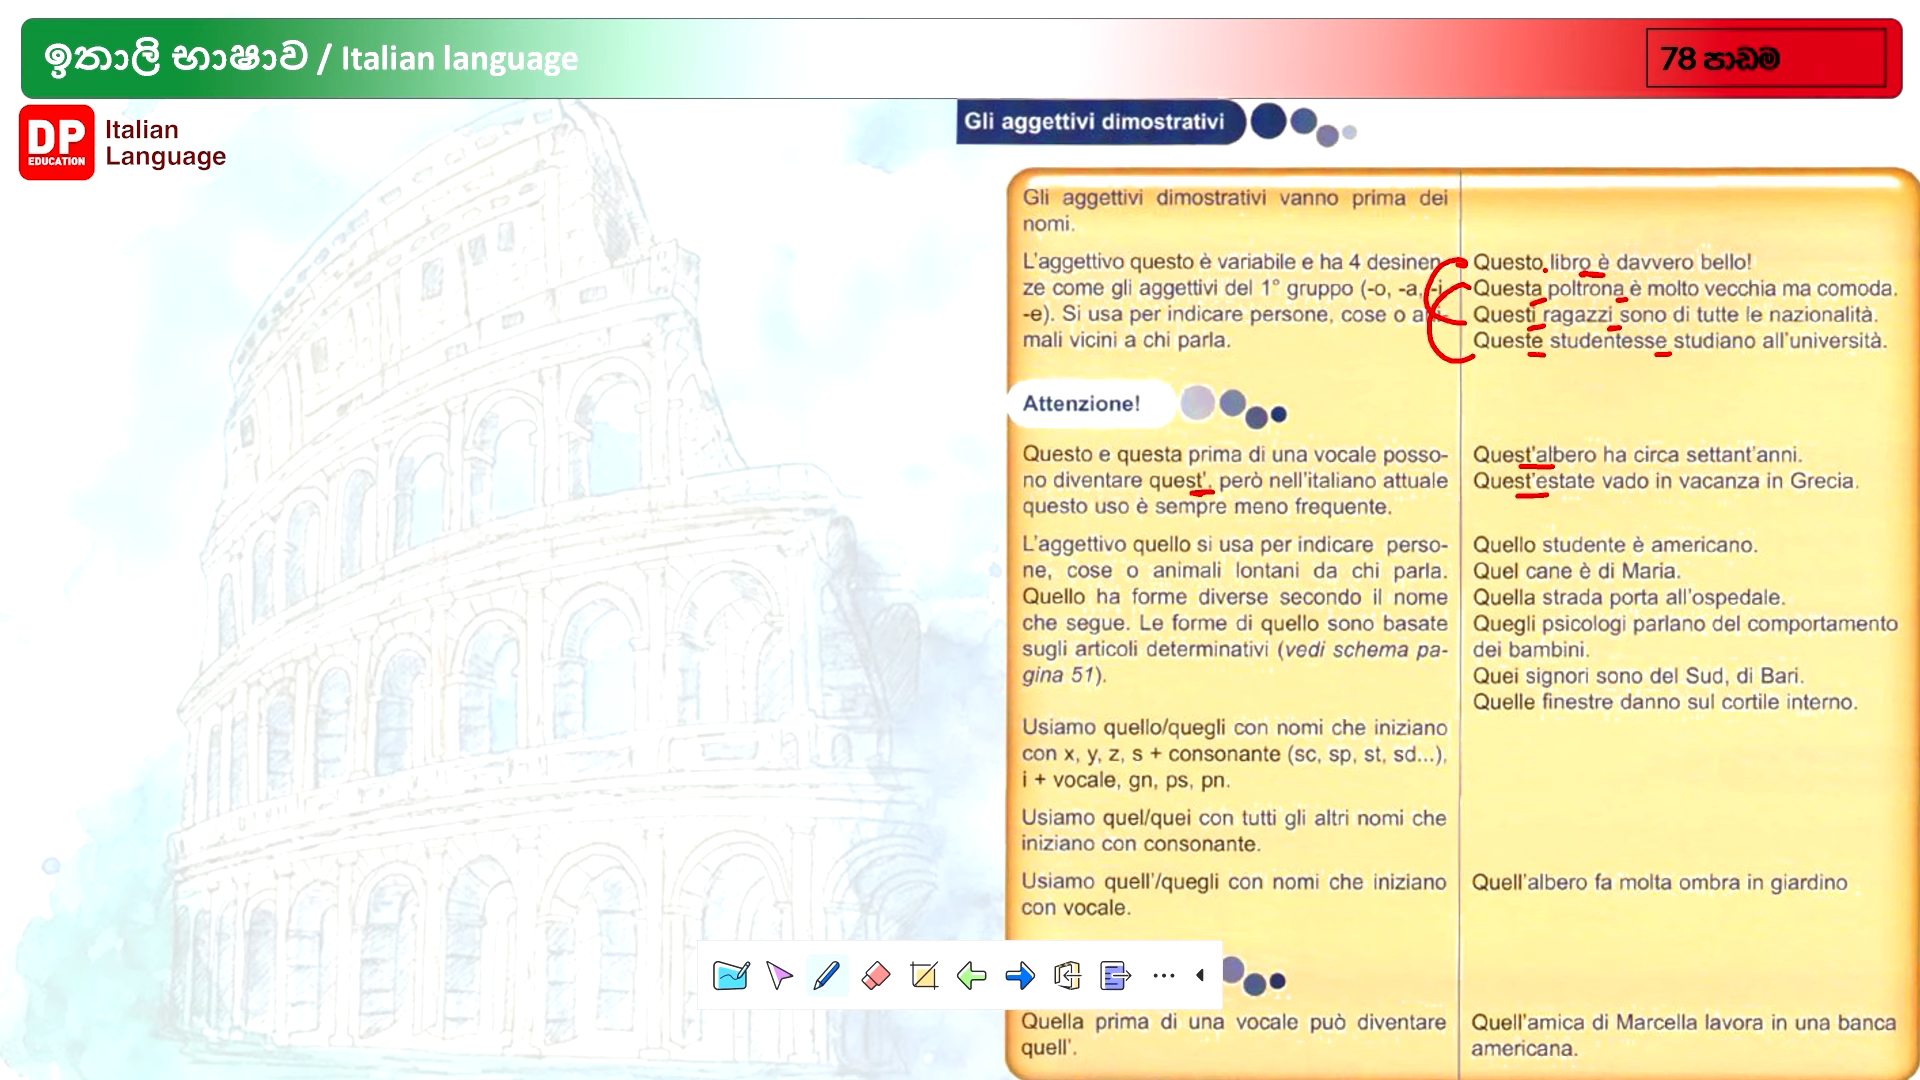 ඉතාලි භාෂාව / Italian language
78 පාඩම
DP
EDUCATION
Italian
Language
Gli aggettivi dimostrativi
Gli aggettivi dimostrativi vanno prima dei
nomi.
L'aggettivo questo è variabile e ha 4 desinen
ze come gli aggettivi del 1° gruppo (-o, -a, -i,
-e). Si usa per indicare persone, cose o ani-
mali vicini a chi parla.
Questo libro è davvero bello!
Questa poltrona è molto vecchia ma comoda.
Questi ragazzi sono di tutte le nazionalità.
Queste studentesse studiano all'università.
Attenzione!
Questo e questa prima di una vocale posso-
no diventare quest', però nell'italiano attuale
questo uso è sempre meno frequente.
Quest'albero ha circa settant'anni.
Quest'estate vado in vacanza in Grecia.
L'aggettivo quello si usa per indicare perso-
ne, cose o animali lontani da chi parla.
Quello ha forme diverse secondo il nome
che segue. Le forme di quello sono basate
sugli articoli determinativi (vedi schema pa-
gina 51).
Quello studente è americano.
Quel cane è di Maria.
Quella strada porta all'ospedale.
Quegli psicologi parlano del comportamento
dei bambini.
Quei signori sono del Sud, di Bari.
Quelle finestre danno sul cortile interno.
Usiamo quello/quegli con nomi che iniziano
con x, y, z, s + consonante (sc, sp, st, sd...),
i + vocale, gn, ps, pn.
Usiamo quel/quei con tutti gli altri nomi che
iniziano con consonante.
Usiamo quell'/quegli con nomi che iniziano
con vocale.
Quell'albero fa molta ombra in giardino
Quella prima di una vocale può diventare
quell'.
Quell'amica di Marcella lavora in una banca
americana.